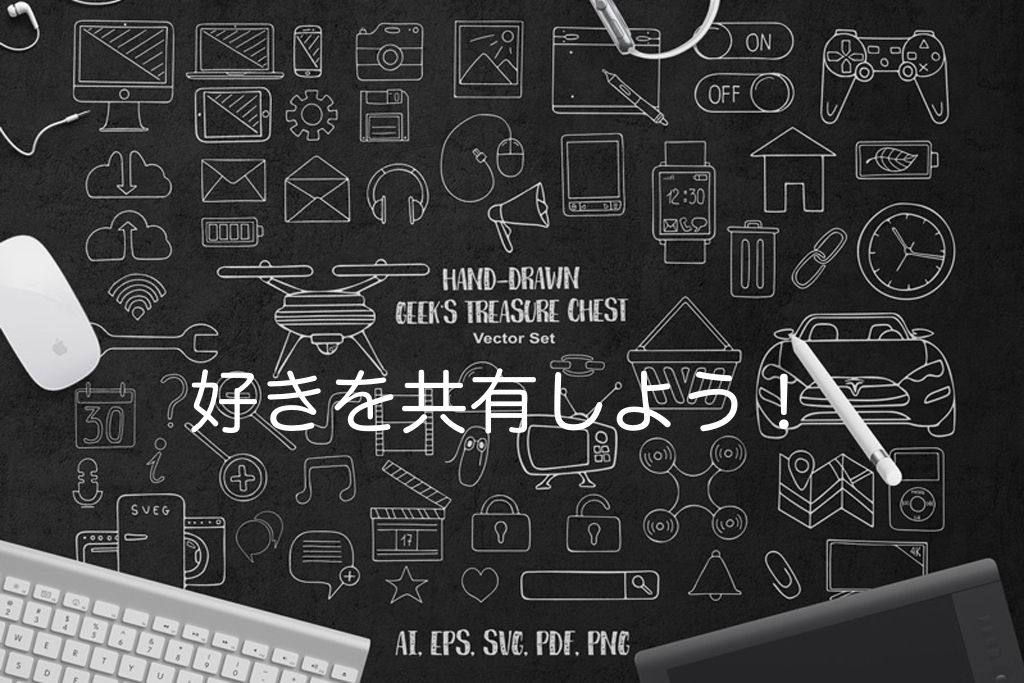 ON
OFF
12:30
HAND-DRAWN
GEEK'S TREASURE CHEST
Vector Set
好きを共有しよう！
30
SVEG
17
4K
AI, EPS, SVG, PDF, PNG